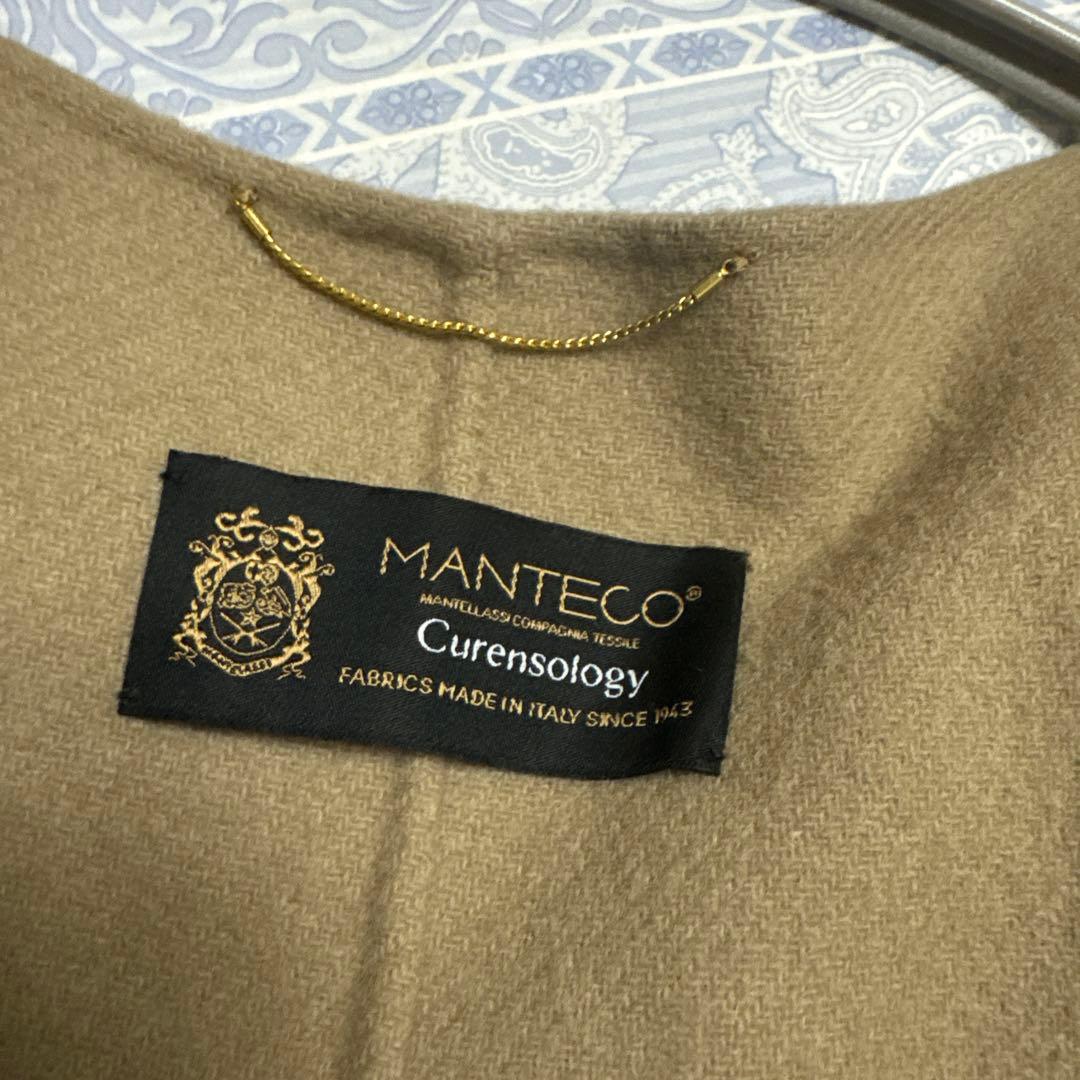 MANTECO®
MANTELLASSI COMPAGNIA TESSILE
Curensology
FABRICS MADE IN ITALY SINCE 1943